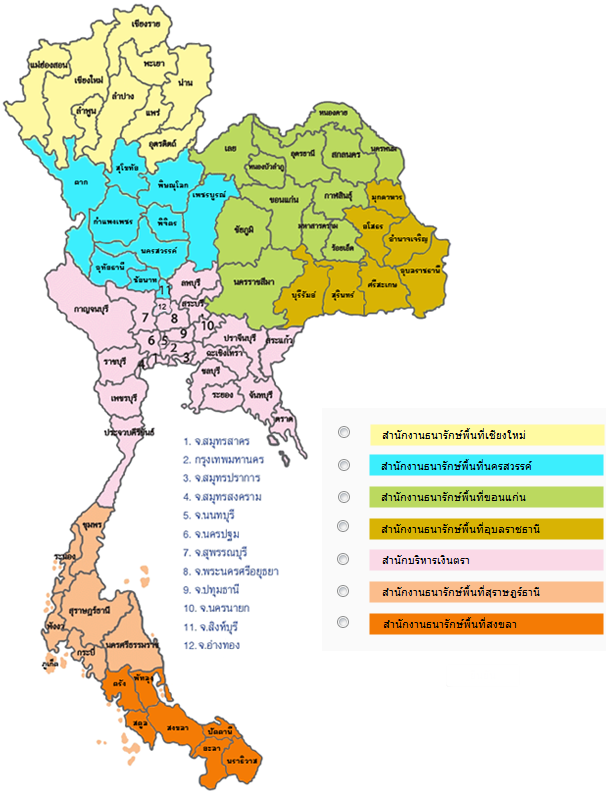 เชียงราย
แม่ฮ่องสอน
พะเยา
เชียงใหม่
น่าน
ลำปาง
ลำพูน
แพร่
อุตรดิตถ์
สุโขทัย
ตาก
พิษณุโลก
เพชรบูรณ์
กำแพงเพชร
พิจิตร
นครสวรรค์
อุทัยธานี
ชัยนาท
หนองคาย
เลย
อุดรธานี
สกลนคร
นครพนม
หนองบัวลำภู
ขอนแก่น
กาฬสินธุ์
มุกดาหาร
ชัยภูมิ
มหาสารคาม
ยโสธร
ร้อยเอ็ด
อำนาจเจริญ
นครราชสีมา
บุรีรัมย์
สุรินทร์
ศรีสะเกษ
อุบลราชธานี
ลพบุรี
สระบุรี
กาญจนบุรี
11
12
7
8
9
10
6
5
2
4
1
3
ปราจีนบุรี
สระแก้ว
ฉะเชิงเทรา
ราชบุรี
ชลบุรี
เพชรบุรี
ระยอง
จันทบุรี
ตราด
ประจวบคีรีขันธ์
1. จ.สมุทรสาคร
2. กรุงเทพมหานคร
3. จ.สมุทรปราการ
4. จ.สมุทรสงคราม
5. จ.นนทบุรี
6. จ.นครปฐม
7. จ.สุพรรณบุรี
8. จ.พระนครศรีอยุธยา
9. จ.ปทุมธานี
10. จ.นครนายก
11. จ.สิงห์บุรี
12. จ.อ่างทอง
สำนักงานธนารักษ์พื้นที่เชียงใหม่
สำนักงานธนารักษ์พื้นที่นครสวรรค์
สำนักงานธนารักษ์พื้นที่ขอนแก่น
สำนักงานธนารักษ์พื้นที่อุบลราชธานี
สำนักบริหารเงินตรา
สำนักงานธนารักษ์พื้นที่สุราษฎร์ธานี
สำนักงานธนารักษ์พื้นที่สงขลา
ชุมพร
ระนอง
สุราษฎร์ธานี
พังงา
นครศรีธรรมราช
กระบี่
ภูเก็ต
ตรัง
พัทลุง
สตูล
สงขลา
ปัตตานี
ยะลา
นราธิวาส